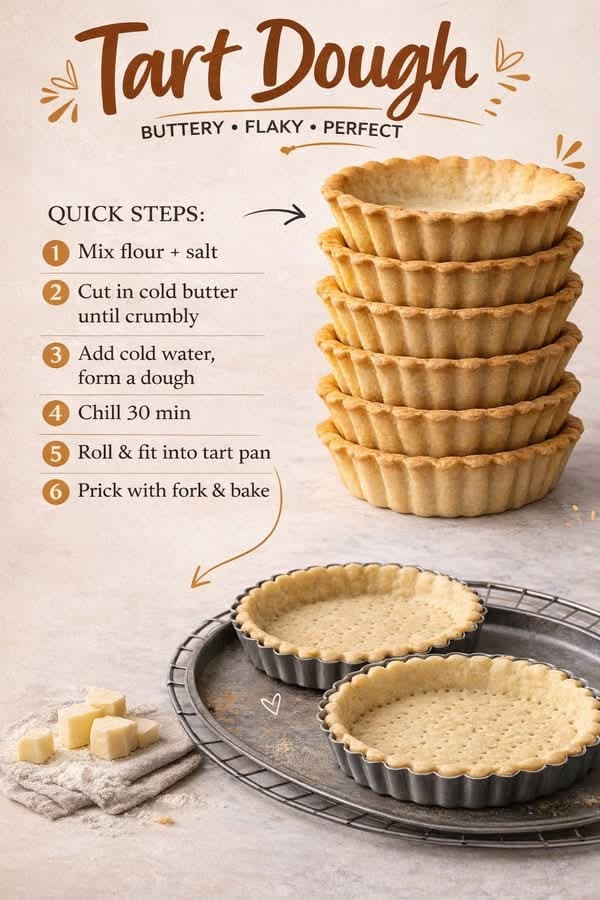 Tart Dough
BUTTERY • FLAKY • PERFECT
QUICK STEPS:
1 Mix flour + salt
2 Cut in cold butter
until crumbly
3 Add cold water,
form a dough
4 Chill 30 min
5 Roll & fit into tart pan
6 Prick with fork & bake